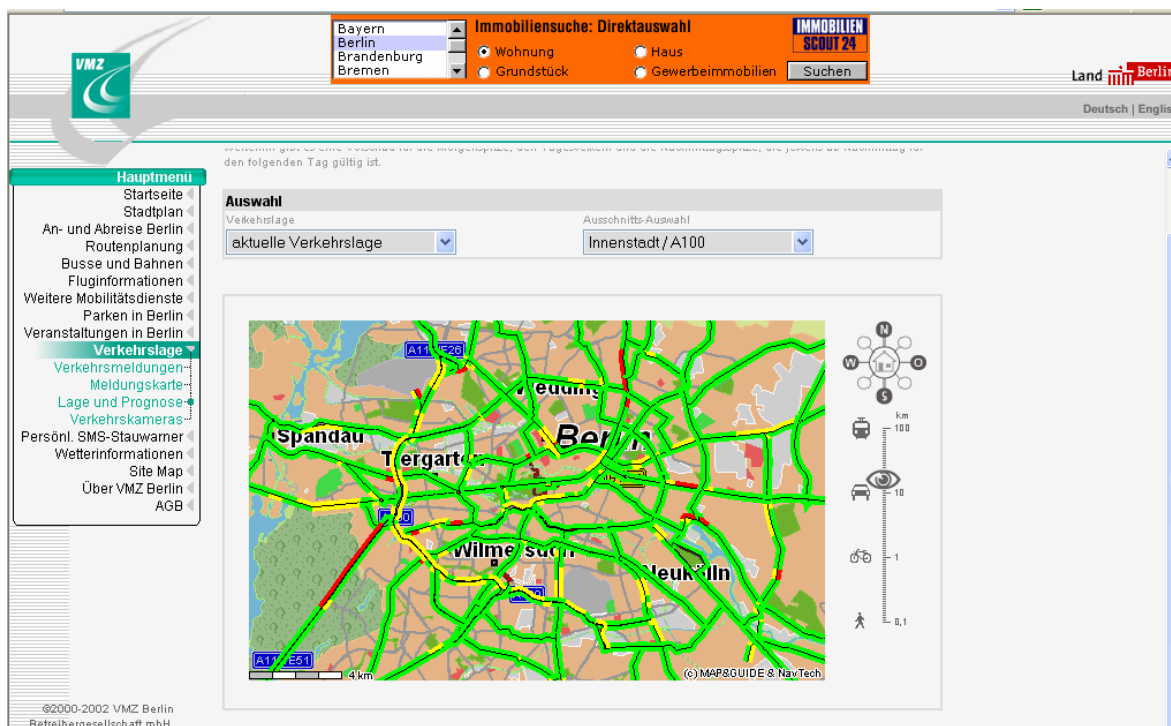 Bayern
Berlin
Brandenburg
Bremen
Immobiliensuche: Direktauswahl
Wohnung
Haus
Grundstück
Gewerbeimmobilien
IMMOBILIEN
SCOUT 24
Suchen
VMZ
Land Berlin
Deutsch | Englis
den folgenden Tag gültig ist.
Hauptmenü
Startseite
Stadtplan
An- und Abreise Berlin
Routenplanung
Busse und Bahnen
Fluginformationen
Weitere Mobilitätsdienste
Parken in Berlin
Veranstaltungen in Berlin
Verkehrslage
Verkehrsmeldungen
Meldungskarte
Lage und Prognose
Verkehrskameras
Persönl. SMS-Stauwarner
Wetterinformationen
Site Map
Über VMZ Berlin
AGB
©2000-2002 VMZ Berlin
Betreibergesellschaft mbH
Auswahl
Verkehrslage
Ausschnitts-Auswahl
aktuelle Verkehrslage
Innenstadt / A100
Wedding
Berlin
Spandau
Tiergarten
Wilmersdorf
Neukölln
4 km
(c) MAP&GUIDE & NavTech
N
W
O
S
km
100
10
1
0,1